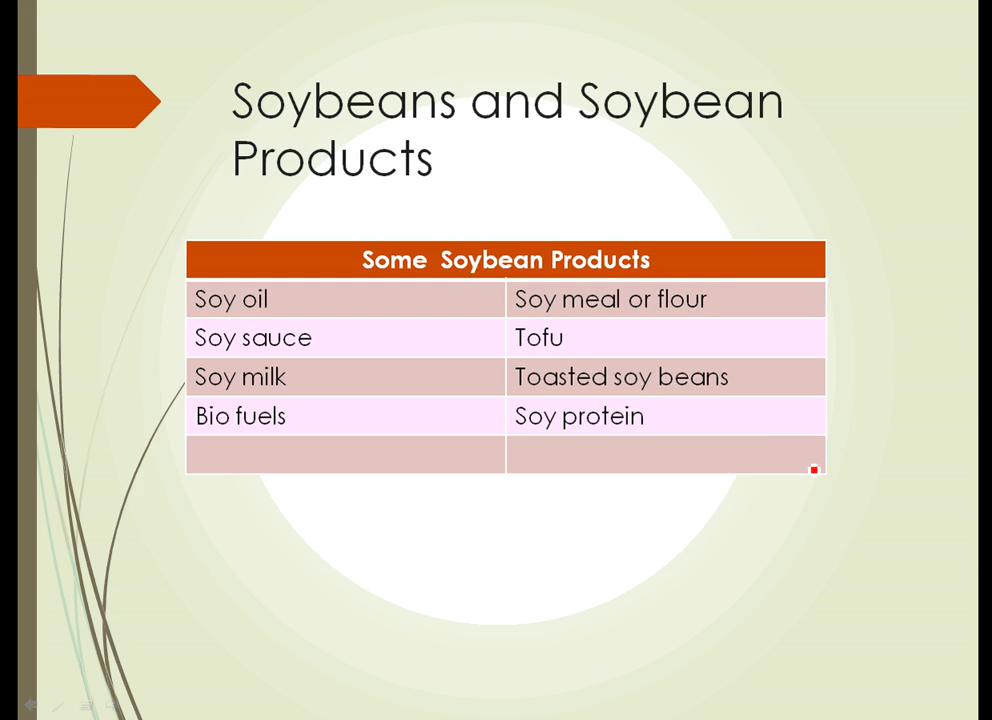 Soybeans and Soybean
Products
Some Soybean Products
Soy oil Soy meal or flour
Soy sauce Tofu
Soy milk Toasted soy beans
Bio fuels Soy protein